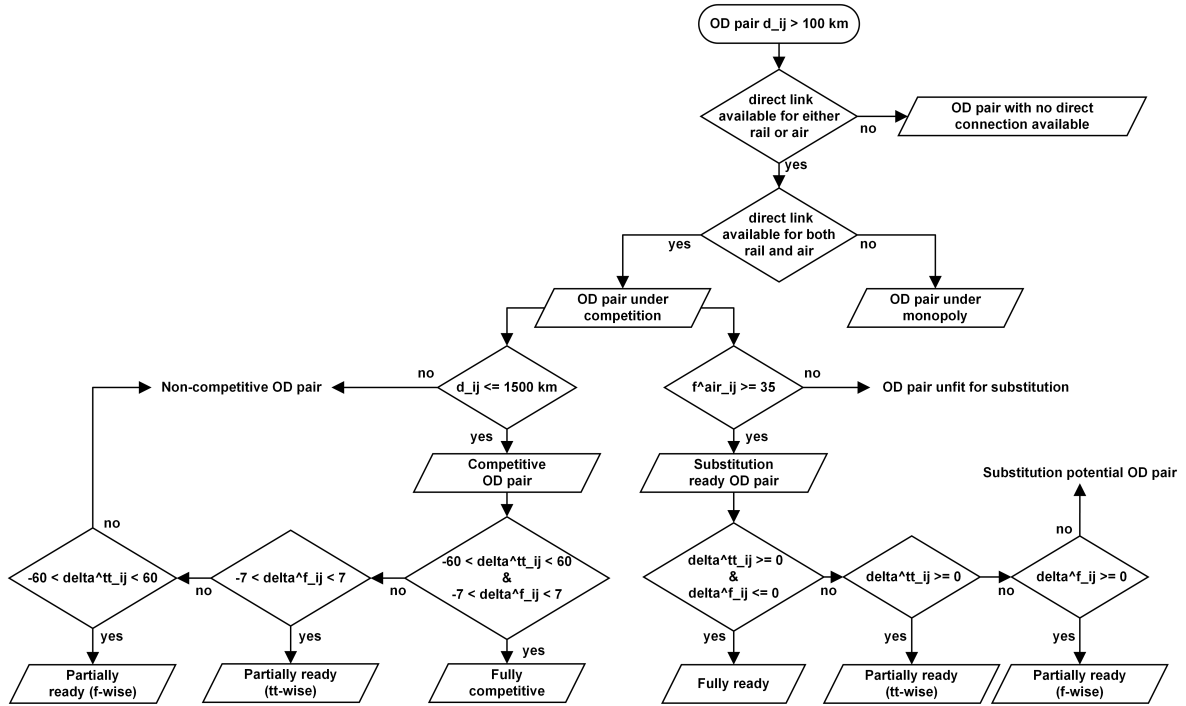 OD pair d_ij > 100 km
direct link
available for either
rail or air
no
OD pair with no direct
connection available
yes
direct link
available for both
rail and air
yes
no
OD pair under
competition
OD pair under
monopoly
no
Non-competitive OD pair
d_ij <= 1500 km
f^air_ij >= 35
no
OD pair unfit for substitution
yes
yes
Competitive
OD pair
Substitution
ready OD pair
Substitution potential OD pair
no
no
-60 < delta^tt_ij < 60
-7 < delta^f_ij < 7
-60 < delta^tt_ij < 60
&
-7 < delta^f_ij < 7
no
no
delta^tt_ij >= 0
&
delta^f_ij <= 0
no
delta^tt_ij >= 0
no
delta^f_ij >= 0
yes
yes
yes
yes
yes
yes
Partially
ready (f-wise)
Partially ready
(tt-wise)
Fully
competitive
Fully ready
Partially ready
(tt-wise)
Partially ready
(f-wise)